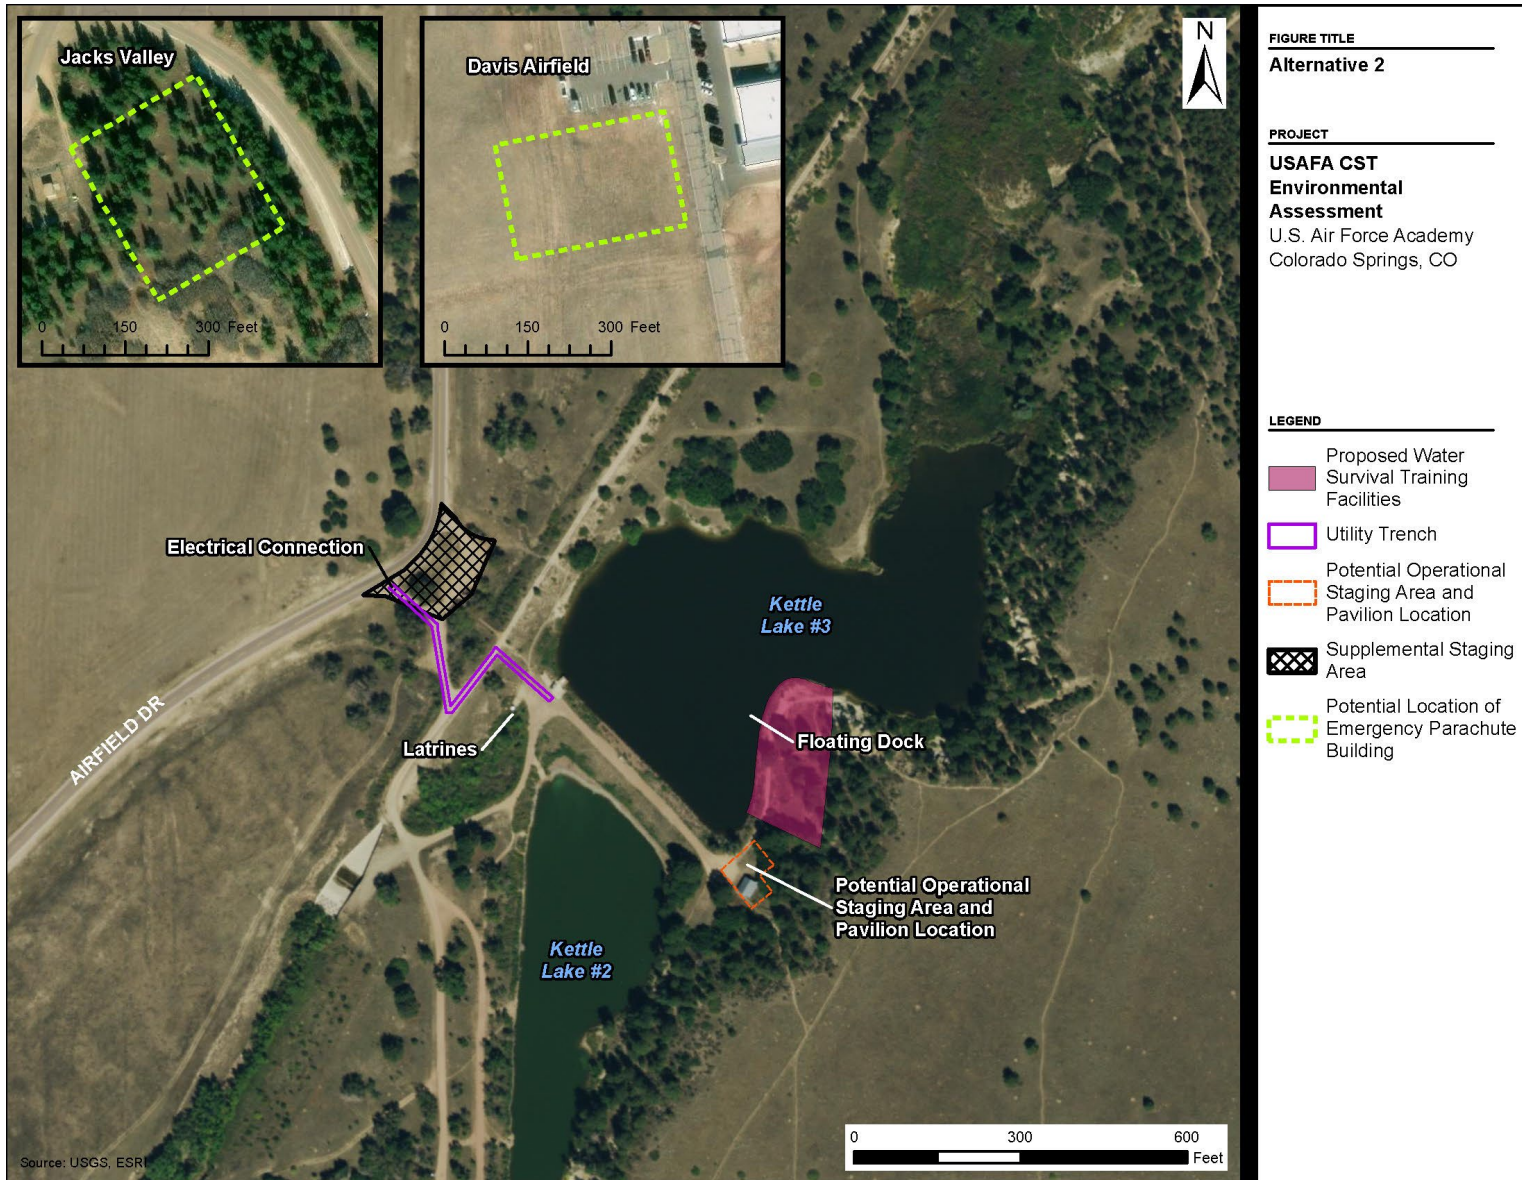 Jacks Valley
0 150 300 Feet
Davis Airfield
0 150 300 Feet
N
Electrical Connection
AIRFIELD DR
Latrines
Kettle
Lake #3
Floating Dock
Potential Operational
Staging Area and
Pavilion Location
Kettle
Lake #2
Source: USGS, ESRI
0 300 600
Feet
FIGURE TITLE
Alternative 2
PROJECT
USAFA CST
Environmental
Assessment
U.S. Air Force Academy
Colorado Springs, CO
LEGEND
Proposed Water
Survival Training
Facilities
Utility Trench
Potential Operational
Staging Area and
Pavilion Location
Supplemental Staging
Area
Potential Location of
Emergency Parachute
Building